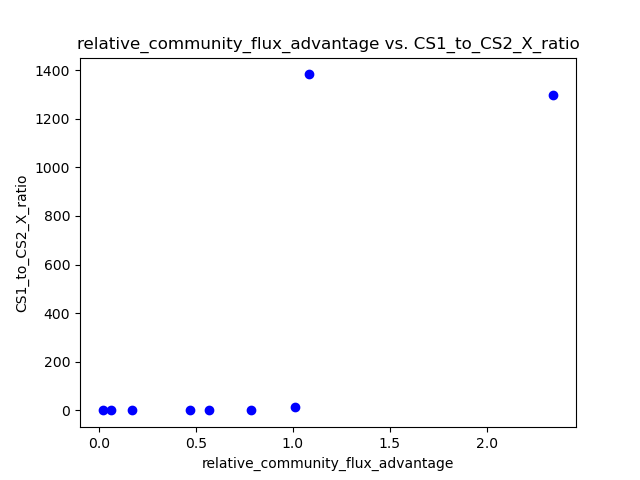 relative_community_flux_advantage vs. CS1_to_CS2_X_ratio
1400
1200
1000
800
600
400
200
0
CS1_to_CS2_X_ratio
0.0 0.5 1.0 1.5 2.0
relative_community_flux_advantage